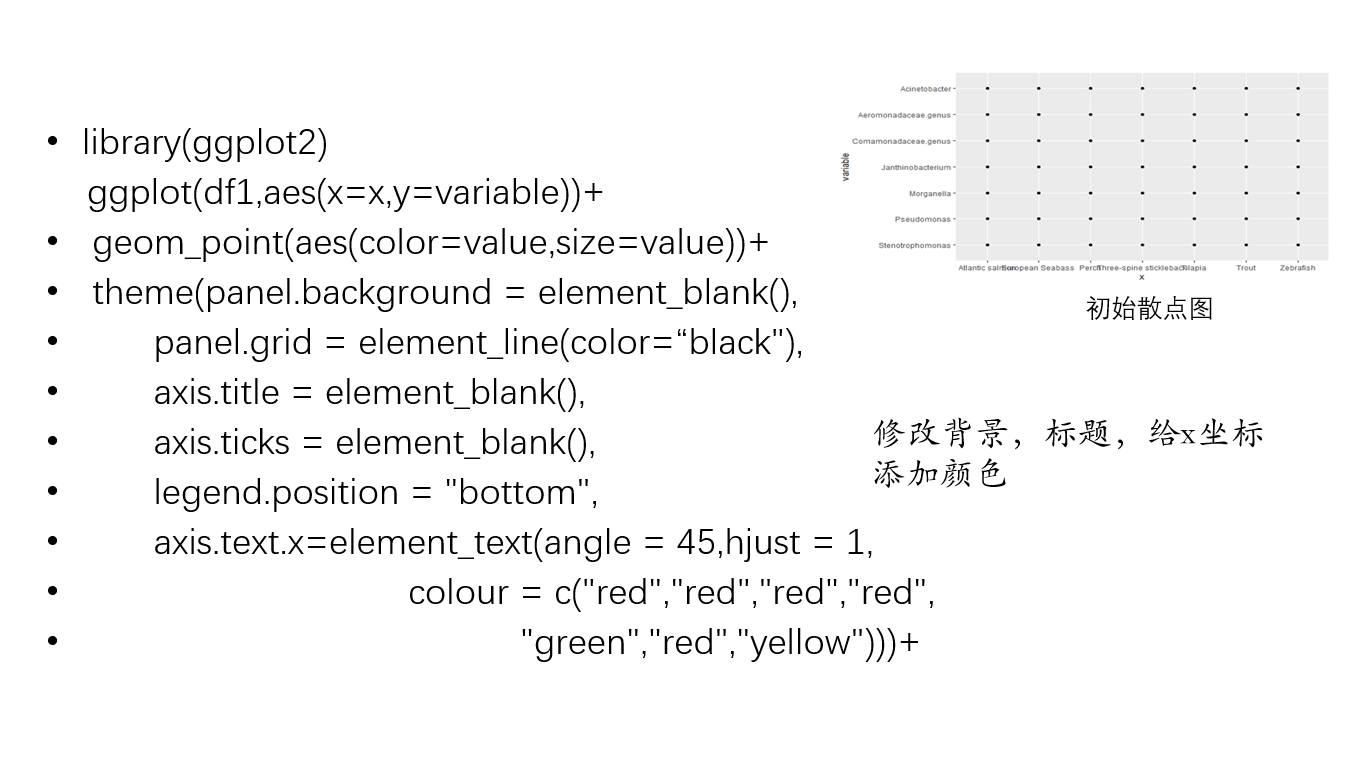 • library(ggplot2)
ggplot(df1,aes(x=x,y=variable))+
• geom_point(aes(color=value,size=value))+
• theme(panel.background = element_blank(),
• panel.grid = element_line(color=“black"),
• axis.title = element_blank(),
• axis.ticks = element_blank(),
• legend.position = "bottom",
• axis.text.x=element_text(angle = 45,hjust = 1,
• colour = c("red","red","red","red",
• "green","red","yellow")))+
variable
Acinetobacter
Aeromonadaceae.genus
Comamonadaceae.genus
Janthinobacterium
Morganella
Pseudomonas
Stenotrophomonas
Atlantic salmon European Seabass Perch Three-spine stickleback Tilapia Trout Zebrafish
x
初始散点图
修改背景，标题，给x坐标
添加颜色